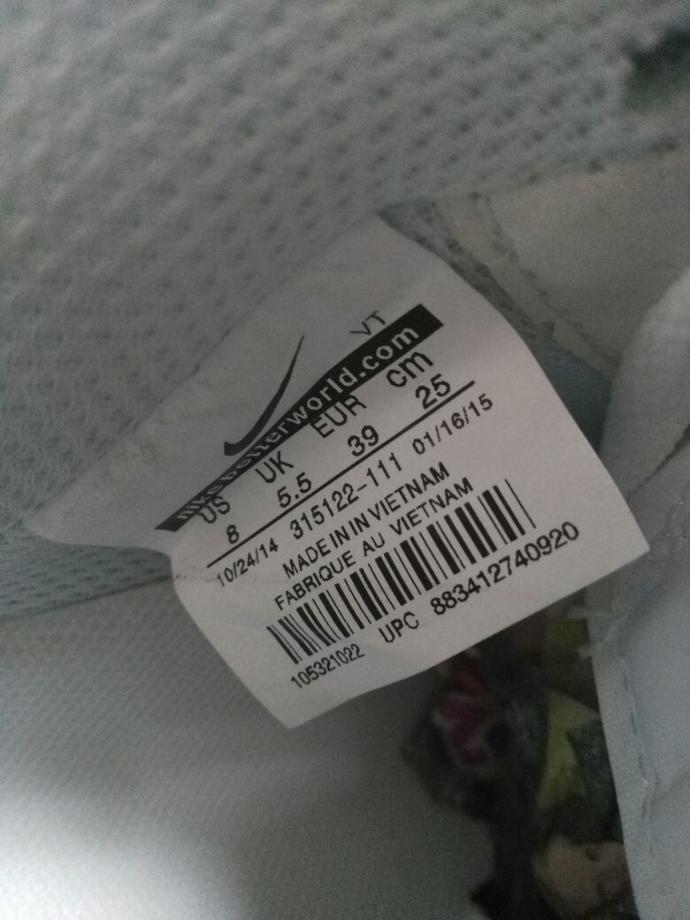 VT
nikebetterworld.com
US UK EUR cm
8 5.5 39 25
10/24/14 315122-111 01/16/15
MADE IN IN VIETNAM
FABRIQUE AU VIETNAM
105321022 UPC 883412740920